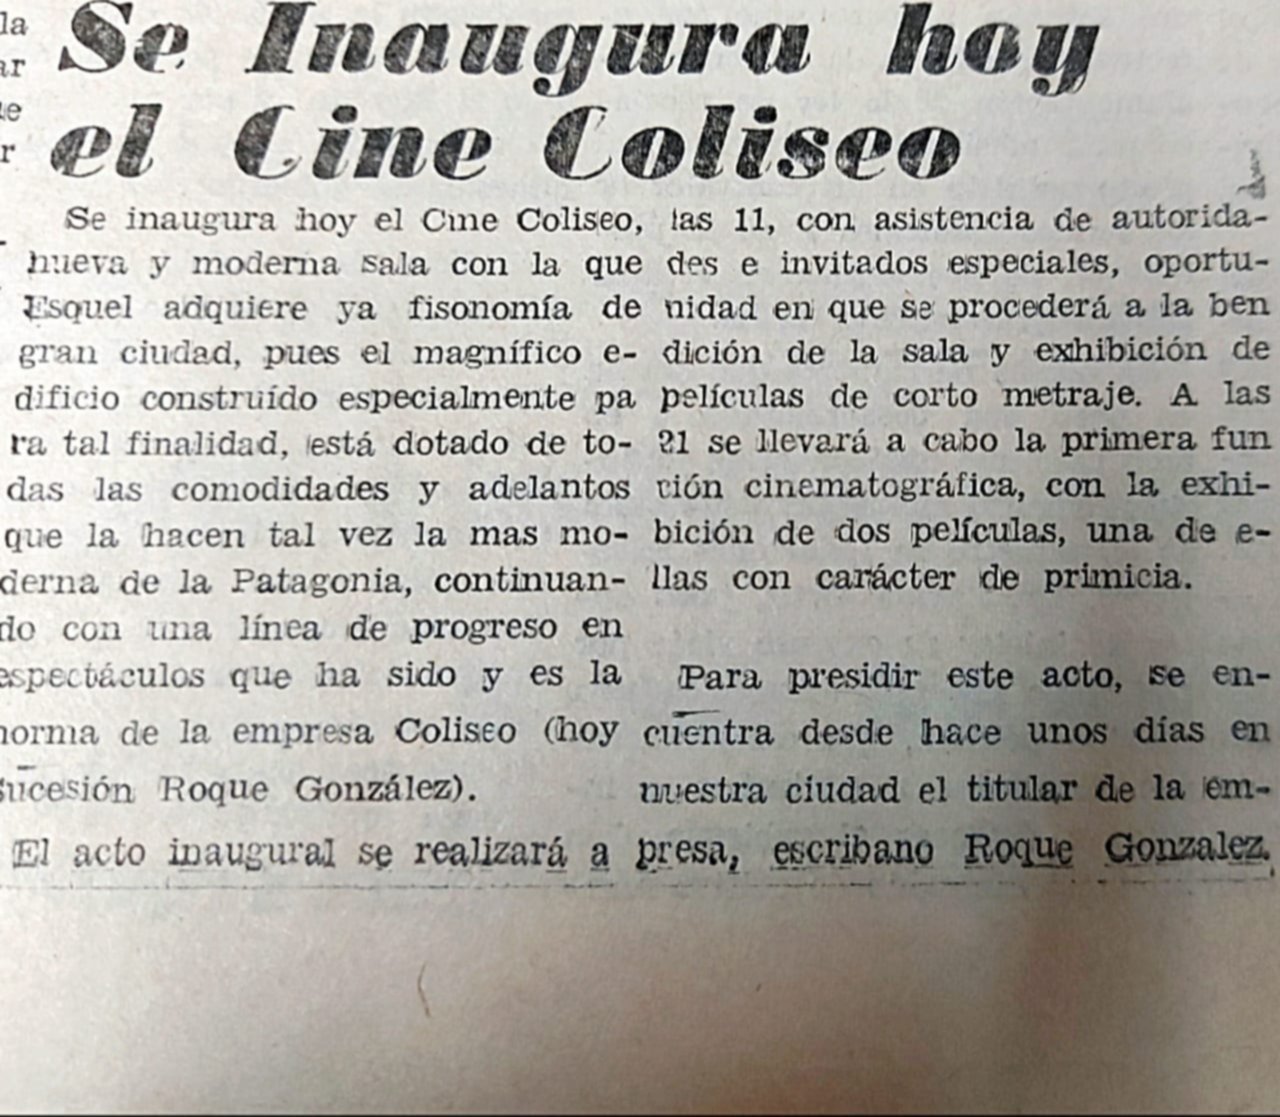 la
ar
r
Se Inaugura hoy
el Cine Coliseo
Se inaugura hoy el Cine Coliseo,
nueva y moderna sala con la que
Esquel adquiere ya fisonomía de
gran ciudad, pues el magnífico e-
dificio construído especialmente pa
ra tal finalidad, está dotado de to-
das las comodidades y adelantos
que la hacen tal vez la mas mo-
derna de la Patagonia, continuan-
do con una línea de progreso en
espectáculos que ha sido y es la
norma de la empresa Coliseo (hoy
Sucesión Roque González).
El acto inaugural se realizará a
las 11, con asistencia de autorida-
des e invitados especiales, oportu-
nidad en que se procederá a la ben
dición de la sala y exhibición de
películas de corto metraje. A las
21 se llevará a cabo la primera fun
ción cinematográfica, con la exhi-
bición de dos películas, una de e-
llas con carácter de primicia.
Para presidir este acto, se en-
cuentra desde hace unos días en
nuestra ciudad el titular de la em-
presa, escribano Roque Gonzalez.